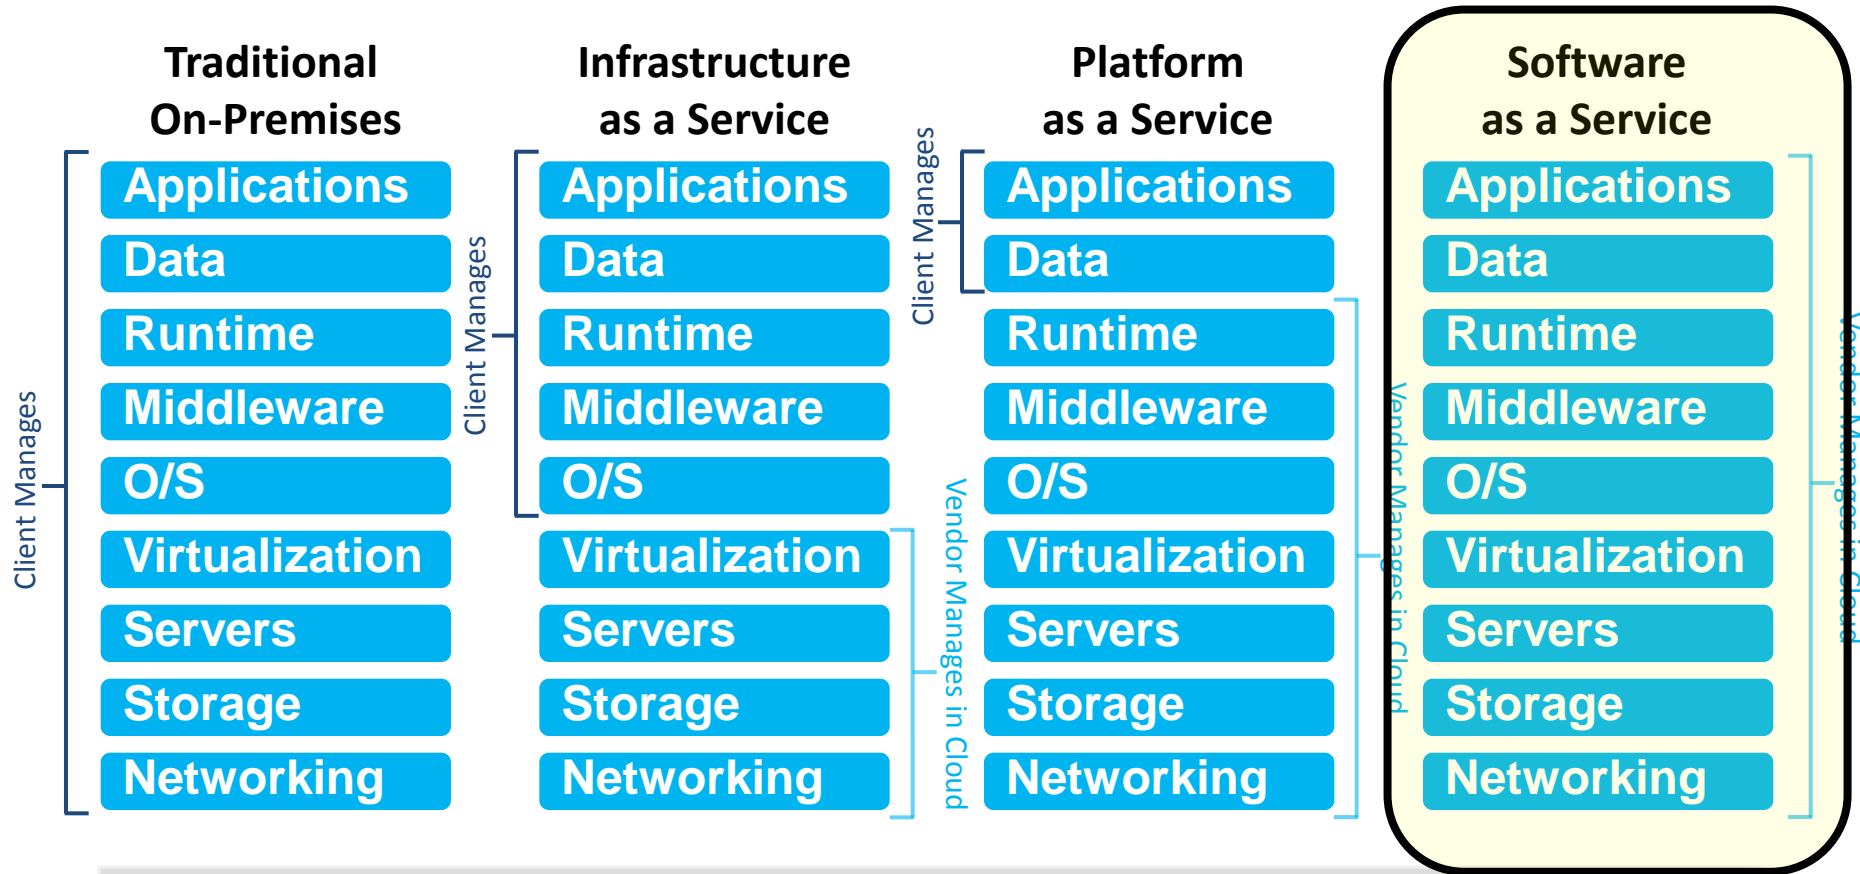 Traditional
On-Premises
Client Manages
Applications
Data
Runtime
Middleware
O/S
Virtualization
Servers
Storage
Networking
Infrastructure
as a Service
Client Manages
Applications
Data
Runtime
Middleware
O/S
Virtualization
Servers
Storage
Networking
Vendor Manages in Cloud
Platform
as a Service
Client Manages
Applications
Data
Runtime
Middleware
O/S
Virtualization
Servers
Storage
Networking
Vendor Manages in Cloud
Software
as a Service
Applications
Data
Runtime
Middleware
O/S
Virtualization
Servers
Storage
Networking
Vendor Manages in Cloud